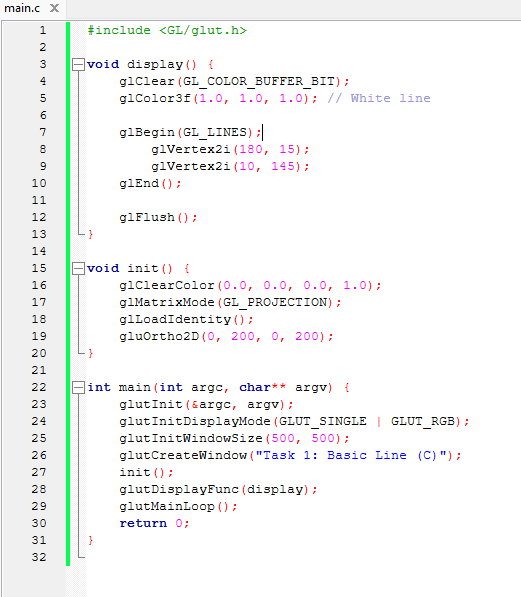 main.c X
1 #include <GL/glut.h>
2
3 void display() {
4     glClear(GL_COLOR_BUFFER_BIT);
5     glColor3f(1.0, 1.0, 1.0); // White line
6
7     glBegin(GL_LINES);
8         glVertex2i(180, 15);
9         glVertex2i(10, 145);
10     glEnd();
11
12     glFlush();
13 }
14
15 void init() {
16     glClearColor(0.0, 0.0, 0.0, 1.0);
17     glMatrixMode(GL_PROJECTION);
18     glLoadIdentity();
19     gluOrtho2D(0, 200, 0, 200);
20 }
21
22 int main(int argc, char** argv) {
23     glutInit(&argc, argv);
24     glutInitDisplayMode(GLUT_SINGLE | GLUT_RGB);
25     glutInitWindowSize(500, 500);
26     glutCreateWindow("Task 1: Basic Line (C)");
27     init();
28     glutDisplayFunc(display);
29     glutMainLoop();
30     return 0;
31 }
32